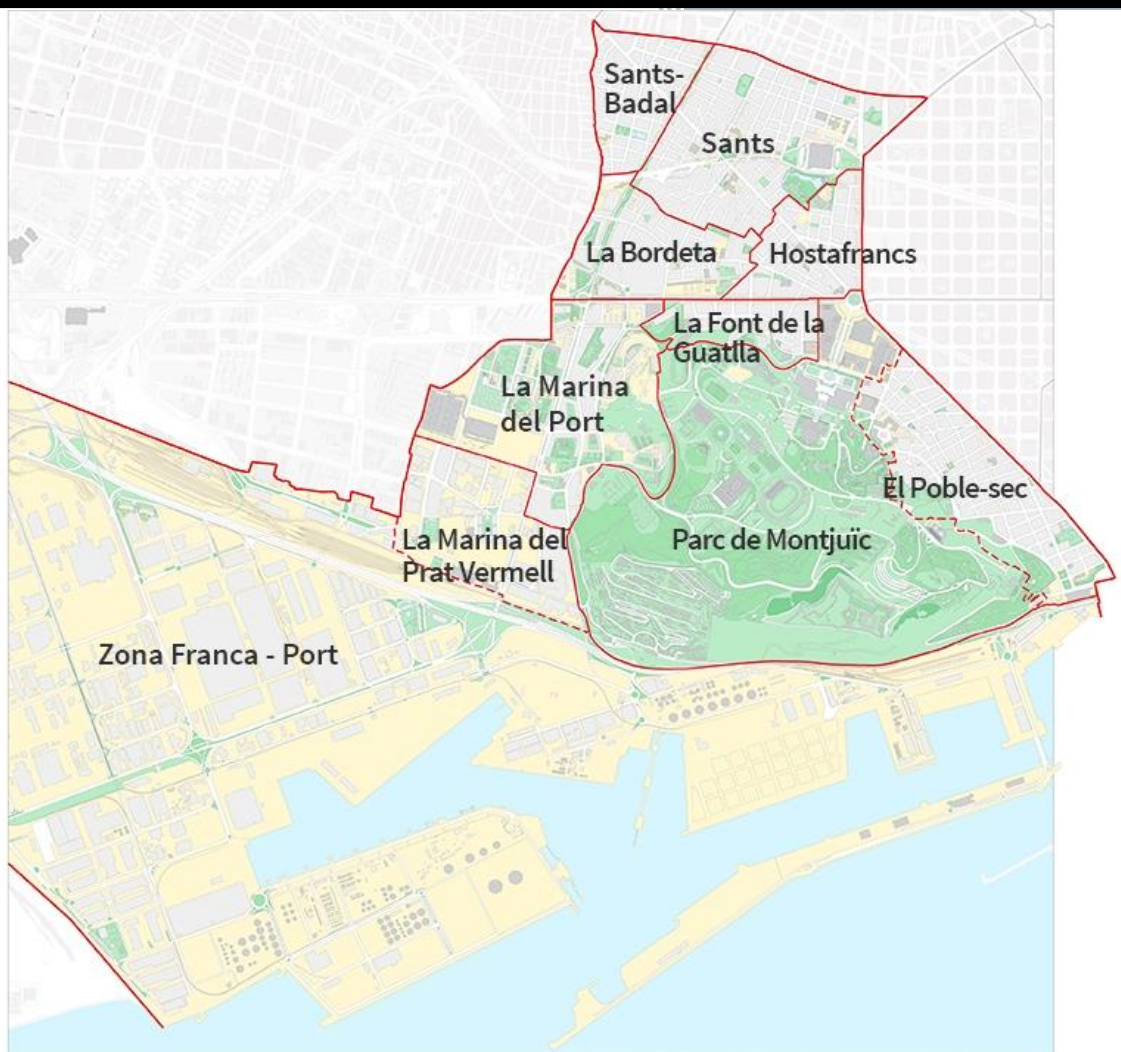 Sants-
Badal
Sants
La Bordeta
Hostafrancs
La Font de la
Guatlla
La Marina
del Port
El Poble-sec
La Marina del
Prat Vermell
Parc de Montjuïc
Zona Franca - Port